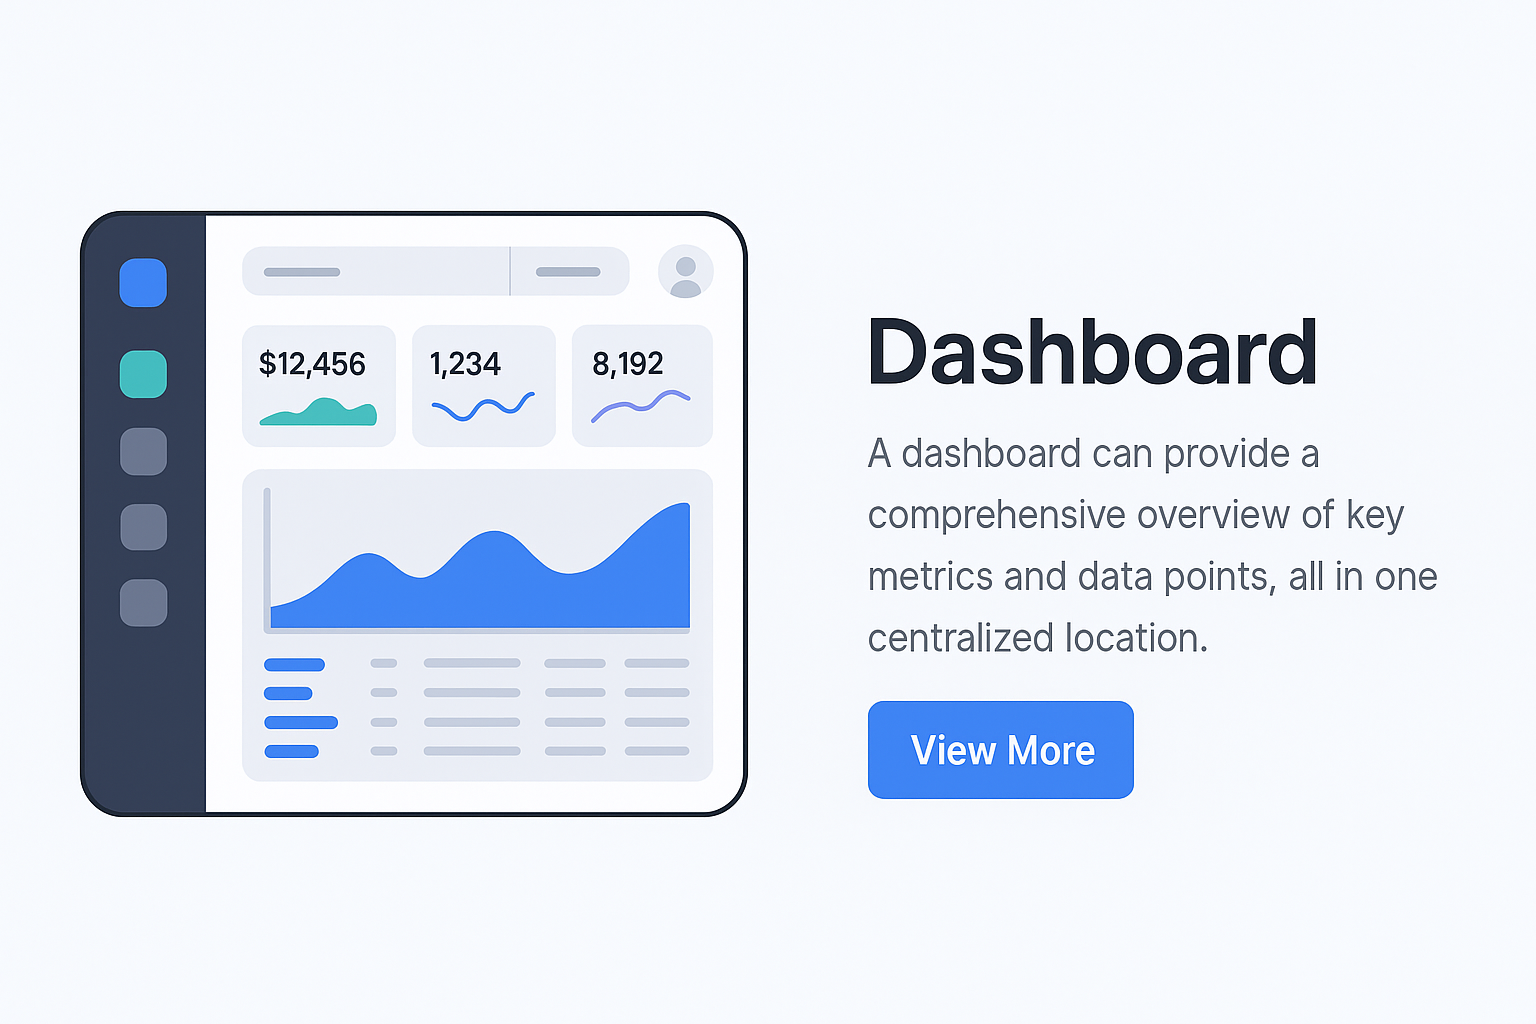 $12,456
1,234
8,192
Dashboard
A dashboard can provide a
comprehensive overview of key
metrics and data points, all in one
centralized location.
View More